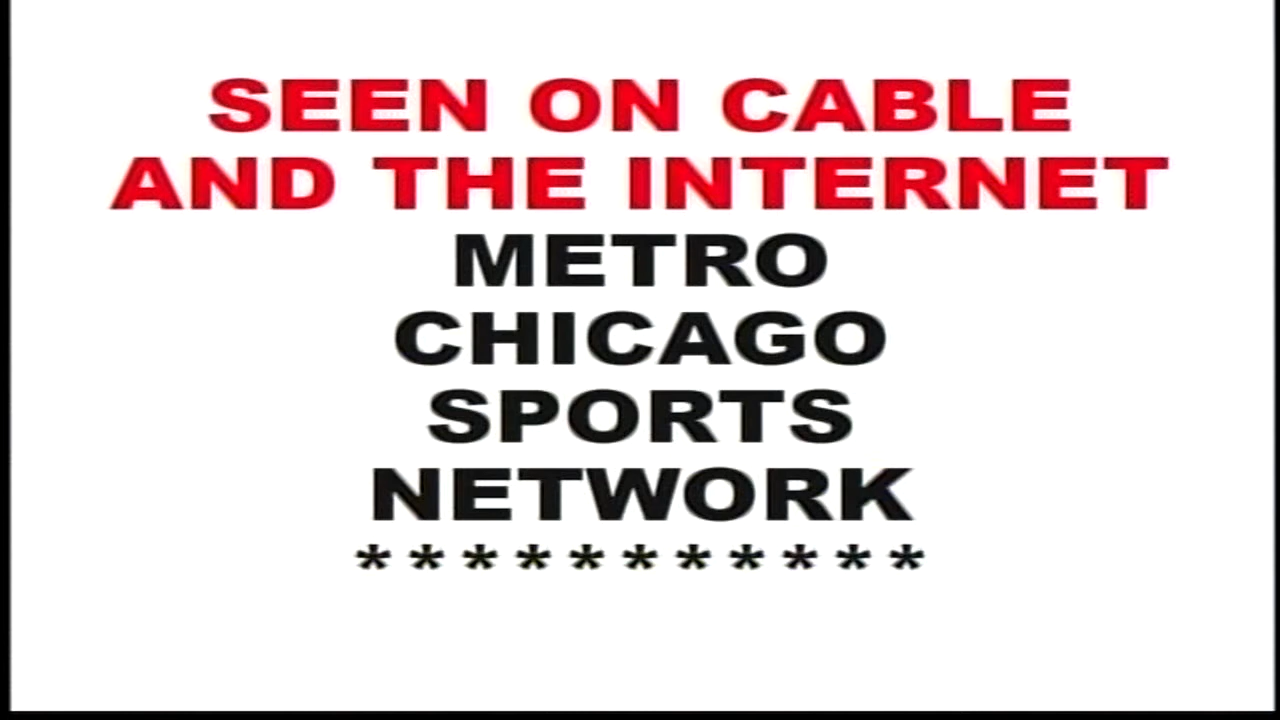 SEEN ON CABLE
AND THE INTERNET
METRO
CHICAGO
SPORTS
NETWORK
* * * * * * * * * * *